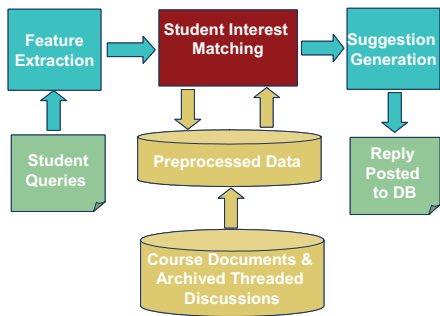 Feature
Extraction
Student Interest
Matching
Suggestion
Generation
Student
Queries
Preprocessed Data
Reply
Posted
to DB
Course Documents &
Archived Threaded
Discussions